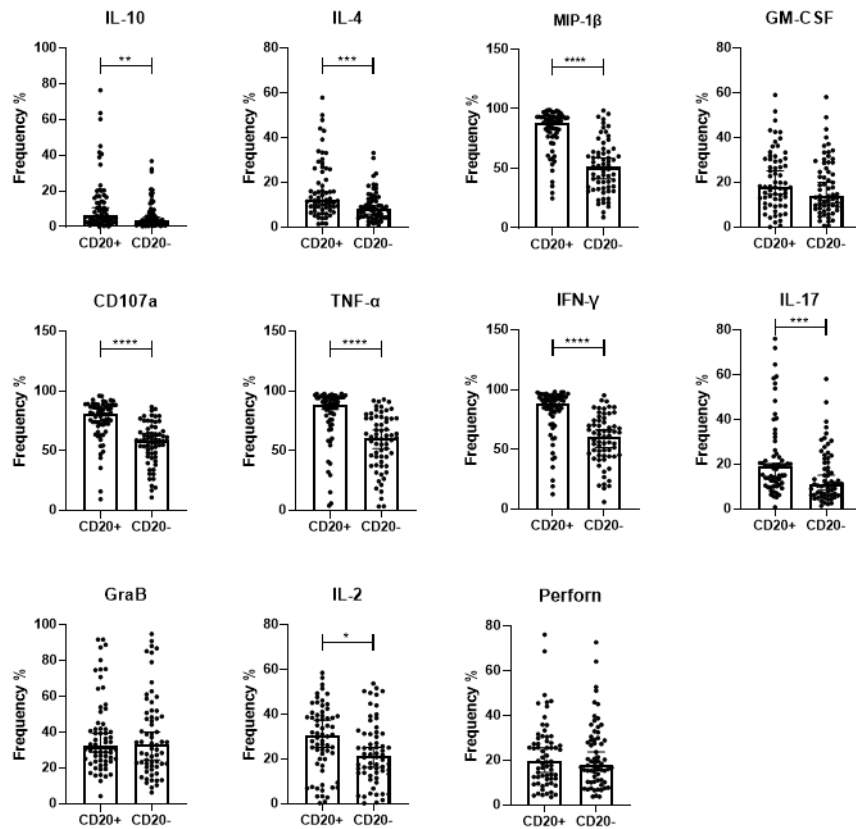 IL-10
**
Frequency %
100
80
60
40
20
0
CD20+ CD20-
IL-4
***
Frequency %
80
60
40
20
0
CD20+ CD20-
MIP-1β
****
Frequency %
150
100
50
0
CD20+ CD20-
GM-CSF
Frequency %
80
60
40
20
0
CD20+ CD20-
CD107a
****
Frequency %
150
100
50
0
CD20+ CD20-
TNF-α
****
Frequency %
150
100
50
0
CD20+ CD20-
IFN-γ
****
Frequency %
150
100
50
0
CD20+ CD20-
IL-17
***
Frequency %
80
60
40
20
0
CD20+ CD20-
GraB
Frequency %
100
80
60
40
20
0
CD20+ CD20-
IL-2
*
Frequency %
80
60
40
20
0
CD20+ CD20-
Perforn
Frequency %
80
60
40
20
0
CD20+ CD20-